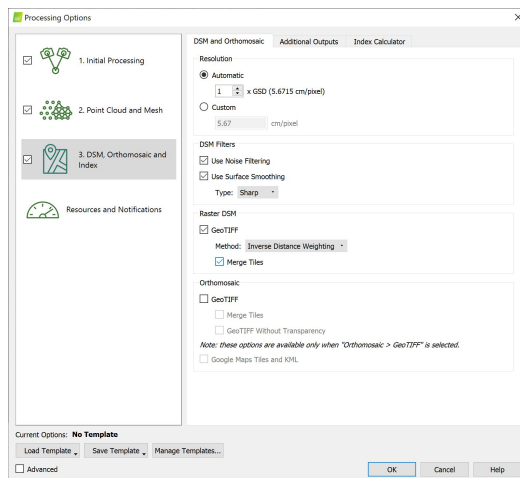 Processing Options
DSM and Orthomosaic Additional Outputs Index Calculator
1. Initial Processing
2. Point Cloud and Mesh
3. DSM, Orthomosaic and
Index
Resources and Notifications
Resolution
Automatic
1 x GSD (5.6715 cm/pixel)
Custom
5.67 cm/pixel
DSM Filters
Use Noise Filtering
Use Surface Smoothing
Type: Sharp
Raster DSM
GeoTIFF
Method: Inverse Distance Weighting
Merge Tiles
Orthomosaic
GeoTIFF
Merge Tiles
GeoTIFF Without Transparency
Note: these options are available only when "Orthomosaic > GeoTIFF" is selected.
Google Maps Tiles and KML
Current Options: No Template
Load Template Save Template Manage Templates...
Advanced
OK Cancel Help